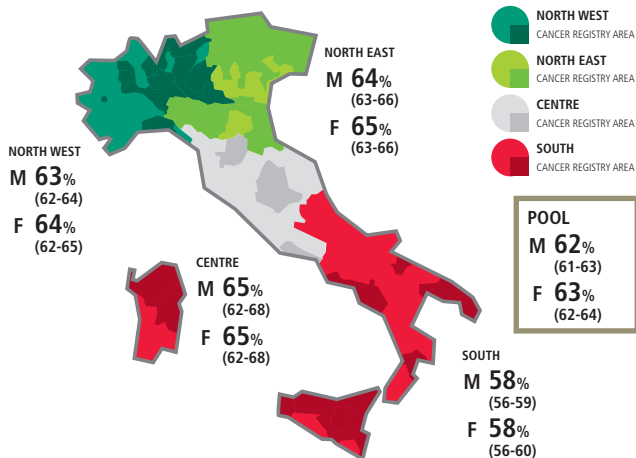 NORTH EAST
M 64%
(63-66)
F 65%
(63-66)
NORTH WEST
M 63%
(62-64)
F 64%
(62-65)
CENTRE
M 65%
(62-68)
F 65%
(62-68)
SOUTH
M 58%
(56-59)
F 58%
(56-60)
NORTH WEST
CANCER REGISTRY AREA
NORTH EAST
CANCER REGISTRY AREA
CENTRE
CANCER REGISTRY AREA
SOUTH
CANCER REGISTRY AREA
POOL
M 62%
(61-63)
F 63%
(62-64)